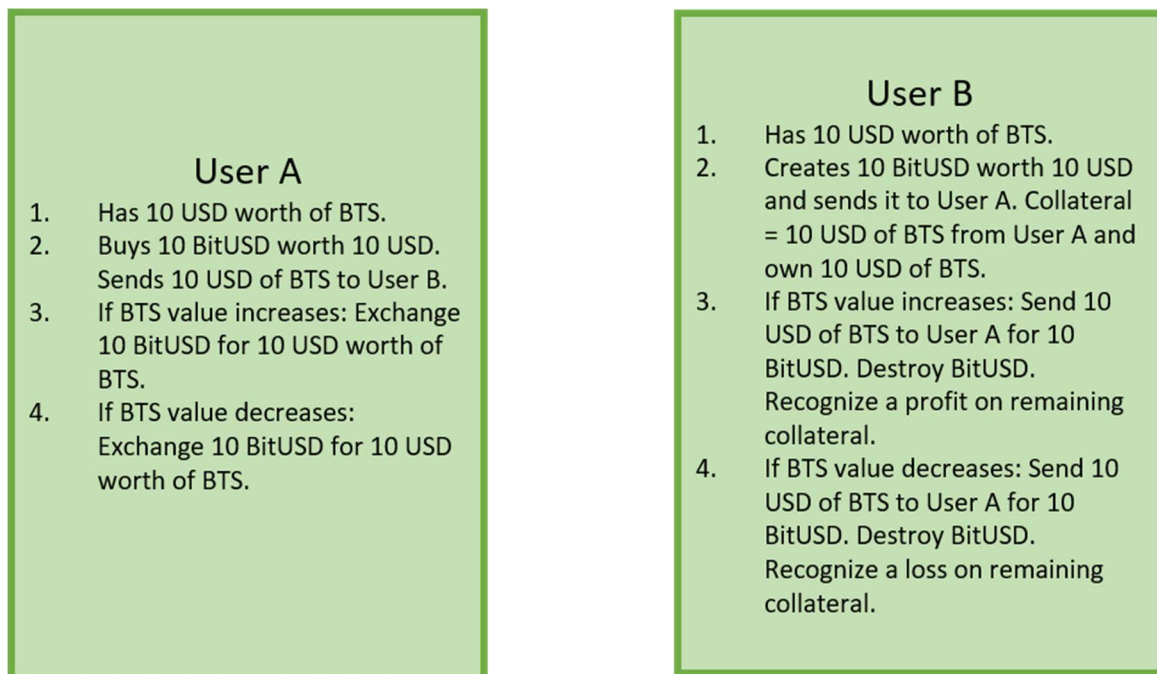 User A
1. Has 10 USD worth of BTS.
2. Buys 10 BitUSD worth 10 USD.
Sends 10 USD of BTS to User B.
3. If BTS value increases: Exchange
10 BitUSD for 10 USD worth of
BTS.
4. If BTS value decreases:
Exchange 10 BitUSD for 10 USD
worth of BTS.
User B
1. Has 10 USD worth of BTS.
2. Creates 10 BitUSD worth 10 USD
and sends it to User A. Collateral
= 10 USD of BTS from User A and
own 10 USD of BTS.
3. If BTS value increases: Send 10
USD of BTS to User A for 10
BitUSD. Destroy BitUSD.
Recognize a profit on remaining
collateral.
4. If BTS value decreases: Send 10
USD of BTS to User A for 10
BitUSD. Destroy BitUSD.
Recognize a loss on remaining
collateral.